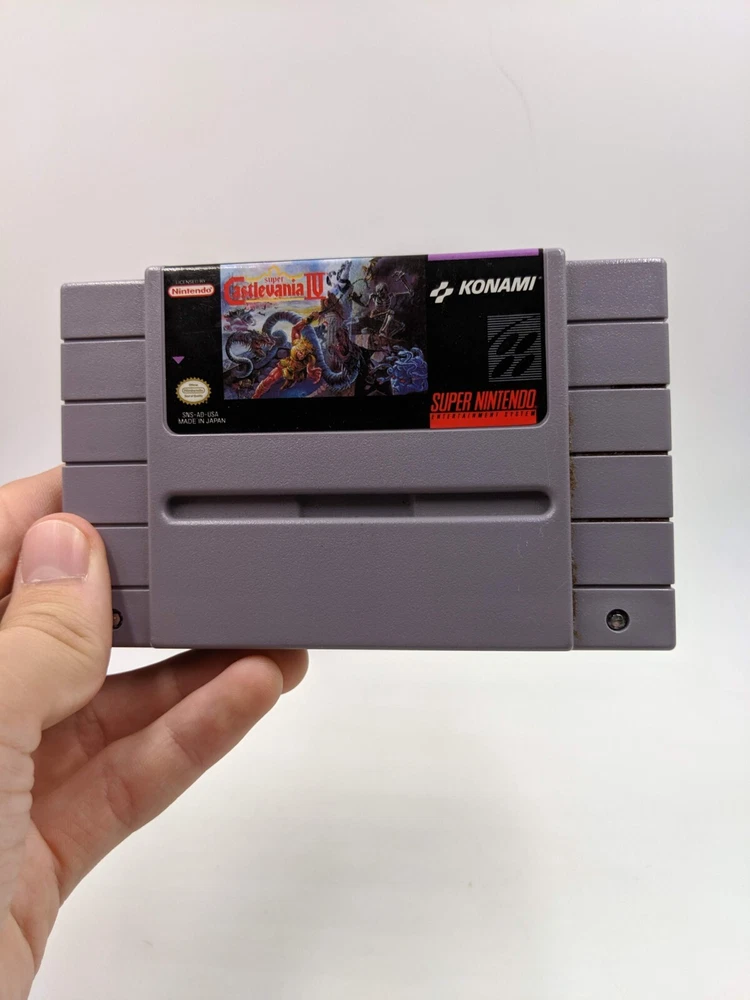 LICENSED BY
Nintendo
Super
Castlevania IV
KONAMI
SUPER NINTENDO
ENTERTAINMENT SYSTEM
SNS-AD-USA
MADE IN JAPAN